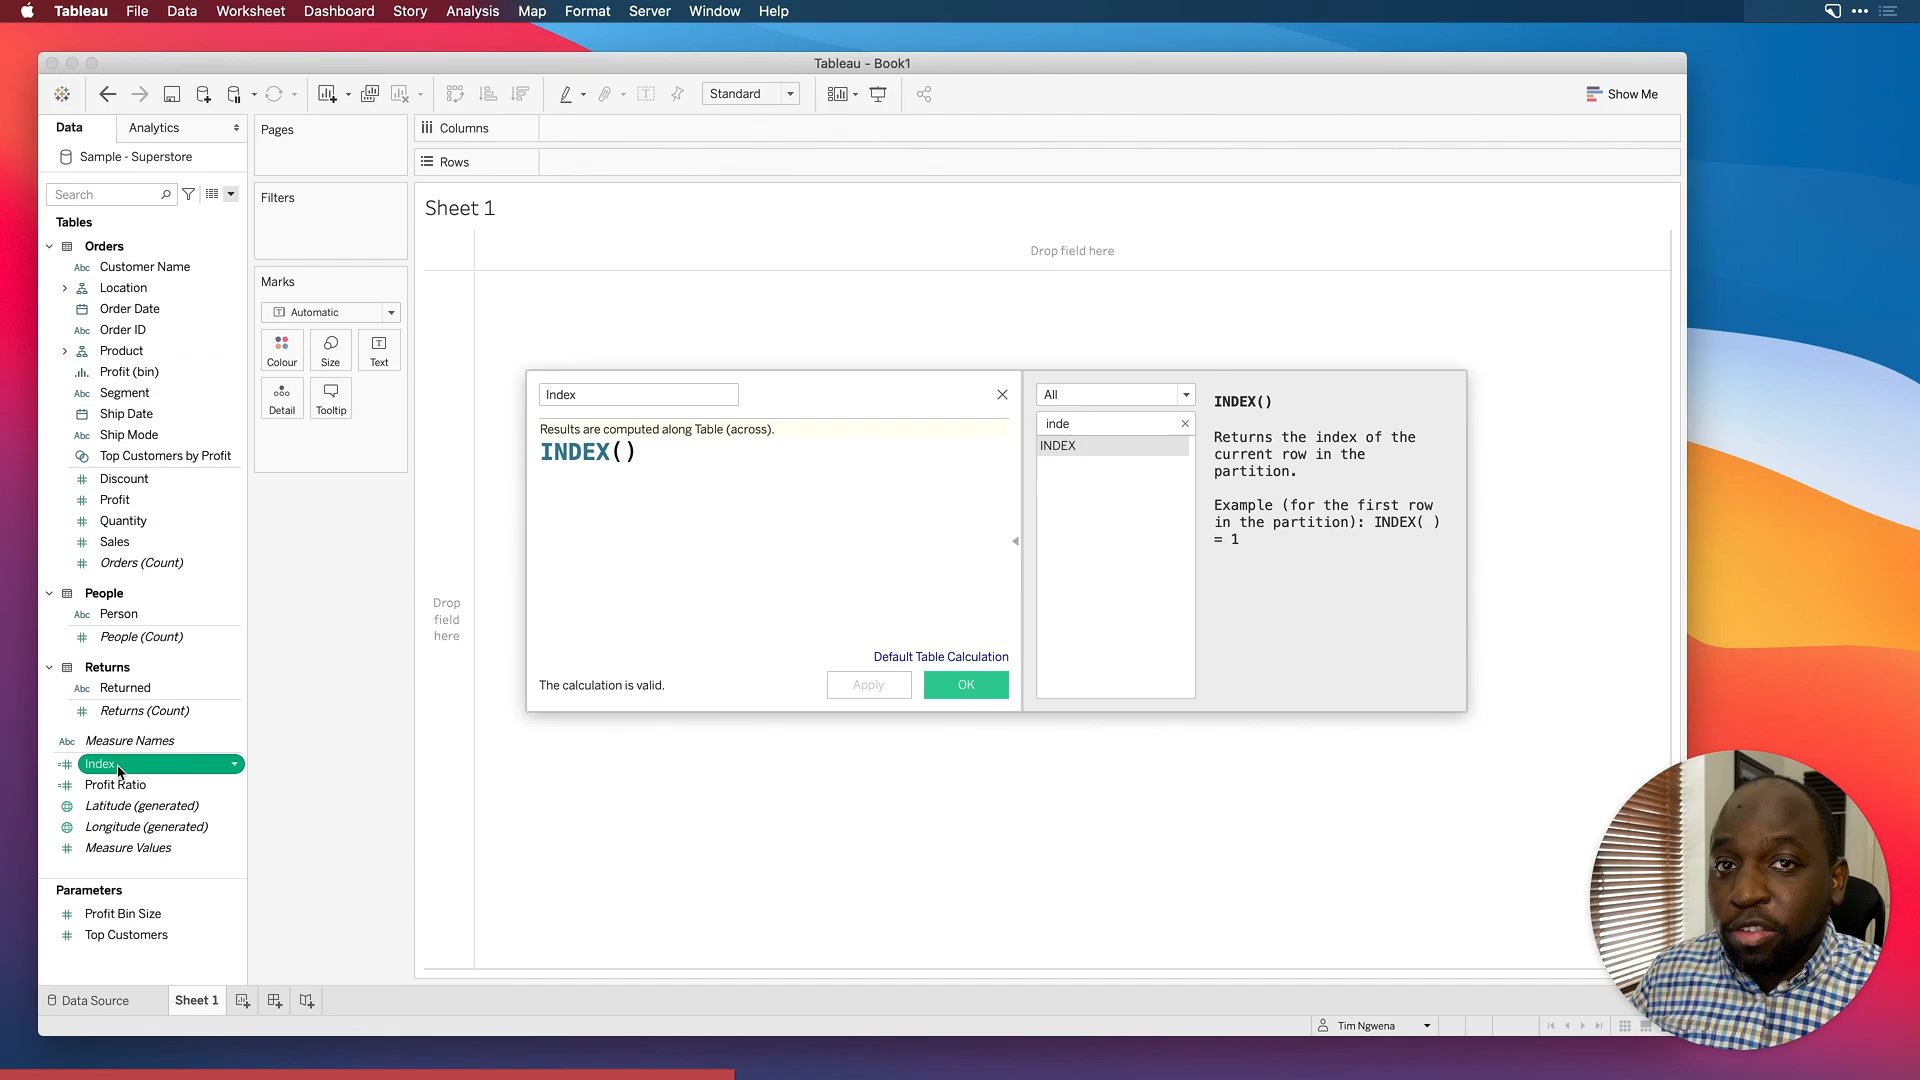 Tableau File Data Worksheet Dashboard Story Analysis Map Format Server Window Help
Tableau - Book1
Standard
Show Me
Data Analytics
Sample - Superstore
Search
Tables
Orders
Abc Customer Name
Location
Order Date
Abc Order ID
Product
Profit (bin)
Abc Segment
Ship Date
Abc Ship Mode
Top Customers by Profit
# Discount
# Profit
# Quantity
# Sales
# Orders (Count)
People
Abc Person
# People (Count)
Returns
Abc Returned
# Returns (Count)
Abc Measure Names
=# Index
=# Profit Ratio
Latitude (generated)
Longitude (generated)
# Measure Values
Parameters
# Profit Bin Size
# Top Customers
Pages
Filters
Marks
Automatic
Colour Size Text
Detail Tooltip
Columns
Rows
Sheet 1
Drop field here
Drop
field
here
Index
Results are computed along Table (across).
INDEX()
Default Table Calculation
The calculation is valid.
Apply OK
All
inde
INDEX
INDEX()
Returns the index of the
current row in the
partition.
Example (for the first row
in the partition): INDEX( )
= 1
Data Source Sheet 1
Tim Ngwena